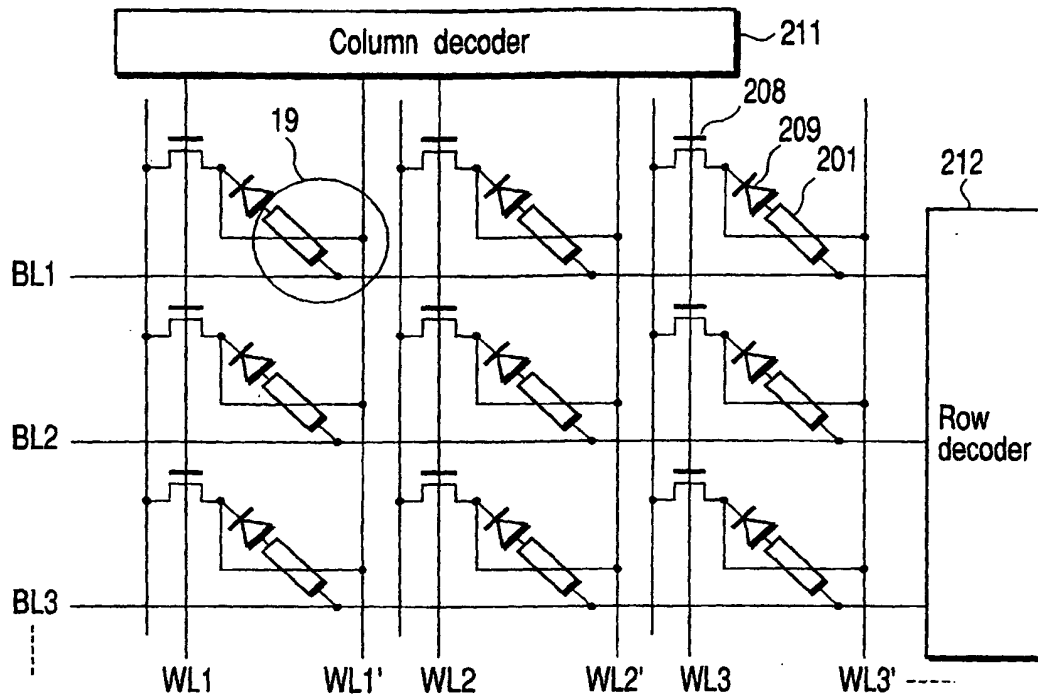 Column decoder
211
19
208
209
201
212
BL1
BL2
Row
decoder
BL3
WL1
WL1'
WL2
WL2'
WL3
WL3'